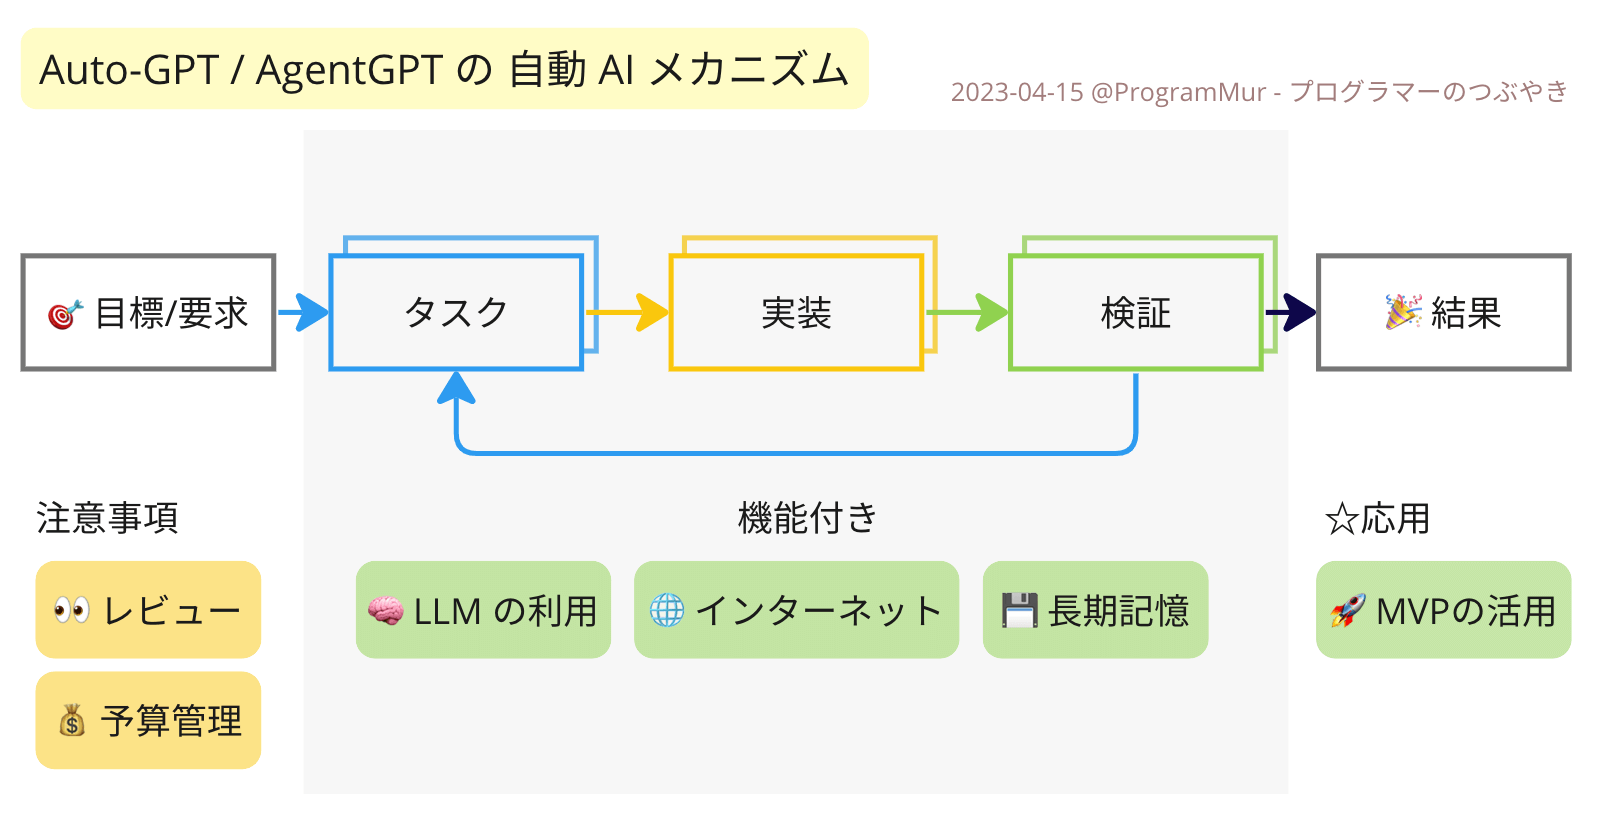 Auto-GPT / AgentGPT の 自動 AI メカニズム
2023-04-15 @ProgramMur - プログラマーのつぶやき
🎯 目標/要求
タスク
実装
検証
🎉 結果
注意事項
機能付き
☆応用
👀 レビュー
🧠 LLM の利用
🌐 インターネット
💾 長期記憶
🚀 MVPの活用
💰 予算管理